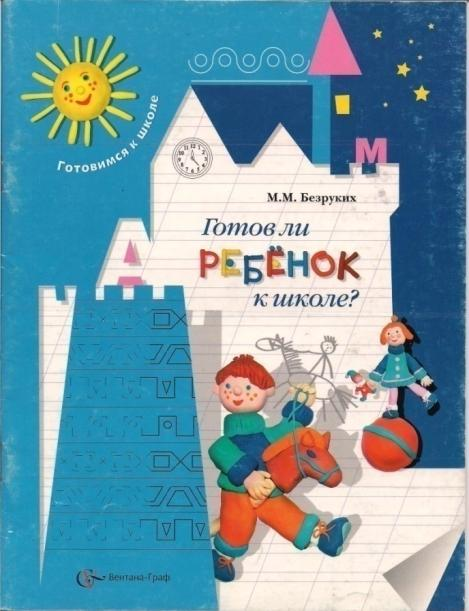 Готовимся к школе
М
М.М. Безруких
Готов ли
РЕБЁНОК
к школе?
А
Вентана-Граф